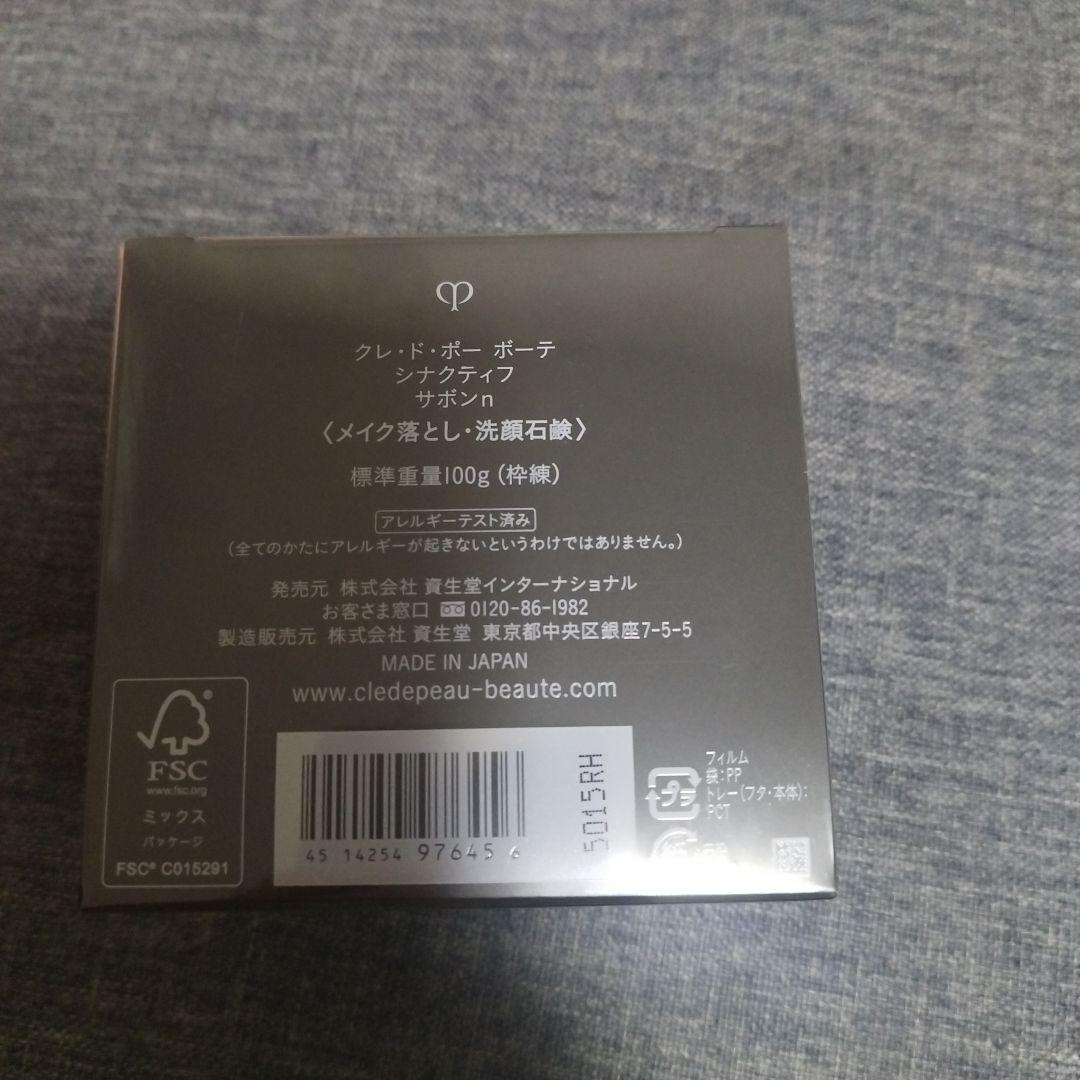 クレ・ド・ポー ボーテ
シナクティフ
サボンn
〈メイク落とし・洗顔石鹸〉
標準重量100g（枠練）
アレルギーテスト済み
（全てのかたにアレルギーが起きないというわけではありません。）
発売元 株式会社 資生堂インターナショナル
お客さま窓口 0120-86-1982
製造販売元 株式会社 資生堂 東京都中央区銀座7-5-5
MADE IN JAPAN
www.cledepeau-beaute.com
FSC
www.fsc.org
ミックス
パッケージ
FSC® C015291
4514254 976456
5015RH
プラ
フィルム
袋:PP
トレー(フタ・本体):
PCT